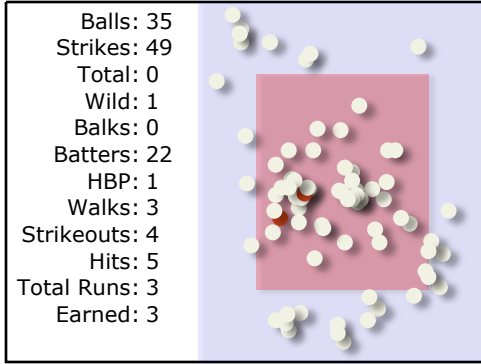 Balls: 35
Strikes: 49
Total: 0
Wild: 1
Balks: 0
Batters: 22
HBP: 1
Walks: 3
Strikeouts: 4
Hits: 5
Total Runs: 3
Earned: 3